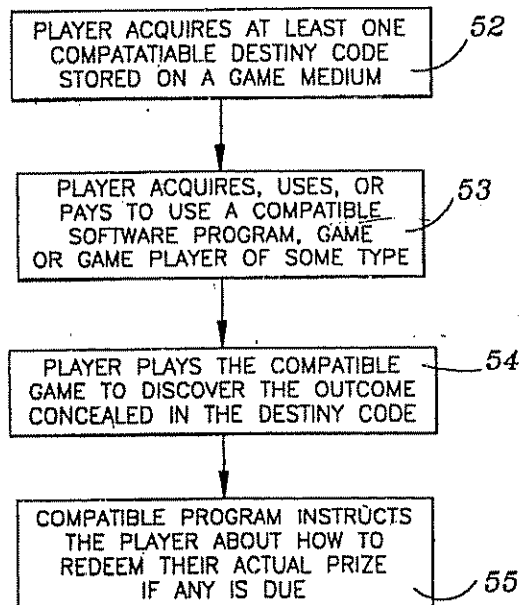 PLAYER ACQUIRES AT LEAST ONE
COMPATATIABLE DESTINY CODE
STORED ON A GAME MEDIUM
52
PLAYER ACQUIRES, USES, OR
PAYS TO USE A COMPATIBLE
SOFTWARE PROGRAM, GAME
OR GAME PLAYER OF SOME TYPE
53
PLAYER PLAYS THE COMPATIBLE
GAME TO DISCOVER THE OUTCOME
CONCEALED IN THE DESTINY CODE
54
COMPATIBLE PROGRAM INSTRUCTS
THE PLAYER ABOUT HOW TO
REDEEM THEIR ACTUAL PRIZE
IF ANY IS DUE
55